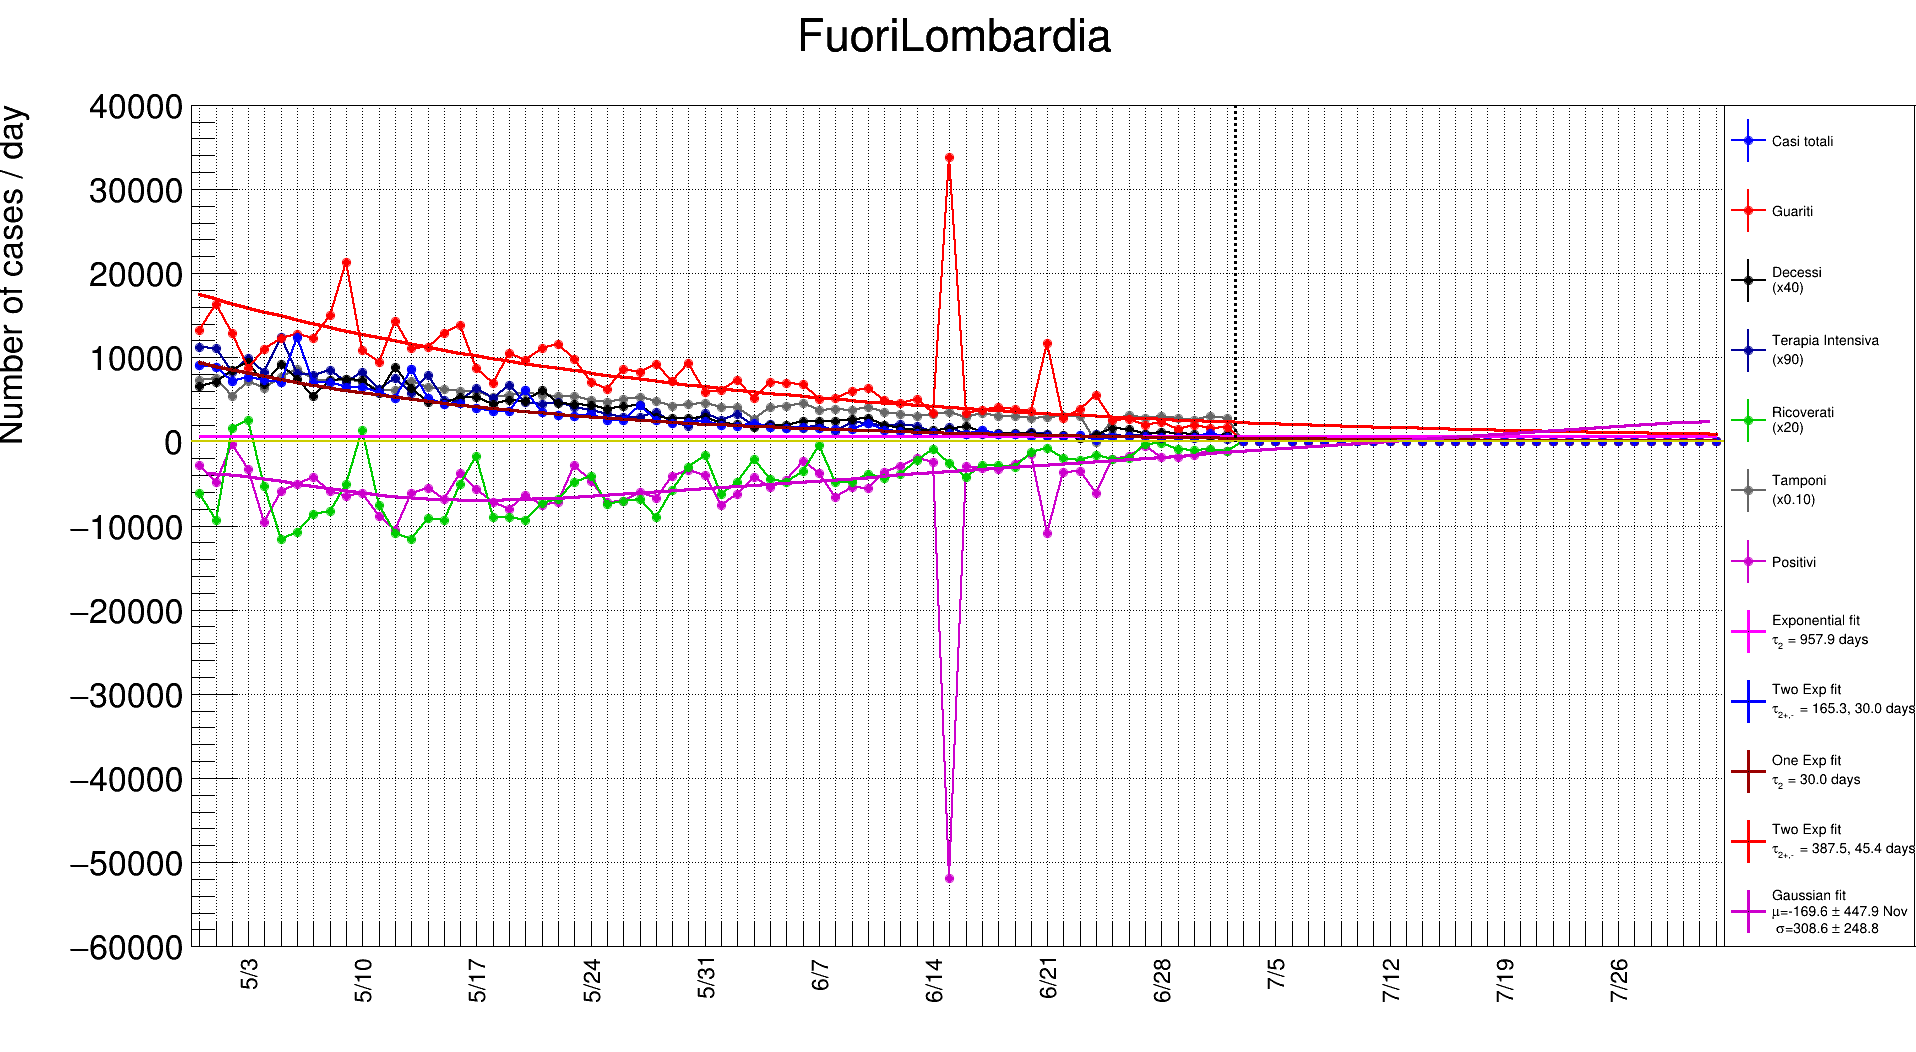 FuoriLombardia
Number of cases / day
40000
30000
20000
10000
0
−10000
−20000
−30000
−40000
−50000
−60000
5/3
5/10
5/17
5/24
5/31
6/7
6/14
6/21
6/28
7/5
7/12
7/19
7/26
Casi totali
Guariti
Decessi
(x40)
Terapia Intensiva
(x90)
Ricoverati
(x20)
Tamponi
(x0.10)
Positivi
Exponential fit
τ2 = 957.9 days
Two Exp fit
τ2+,- = 165.3, 30.0 days
One Exp fit
τ2 = 30.0 days
Two Exp fit
τ2+,- = 387.5, 45.4 days
Gaussian fit
μ=-169.6 ± 447.9 Nov
σ=308.6 ± 248.8